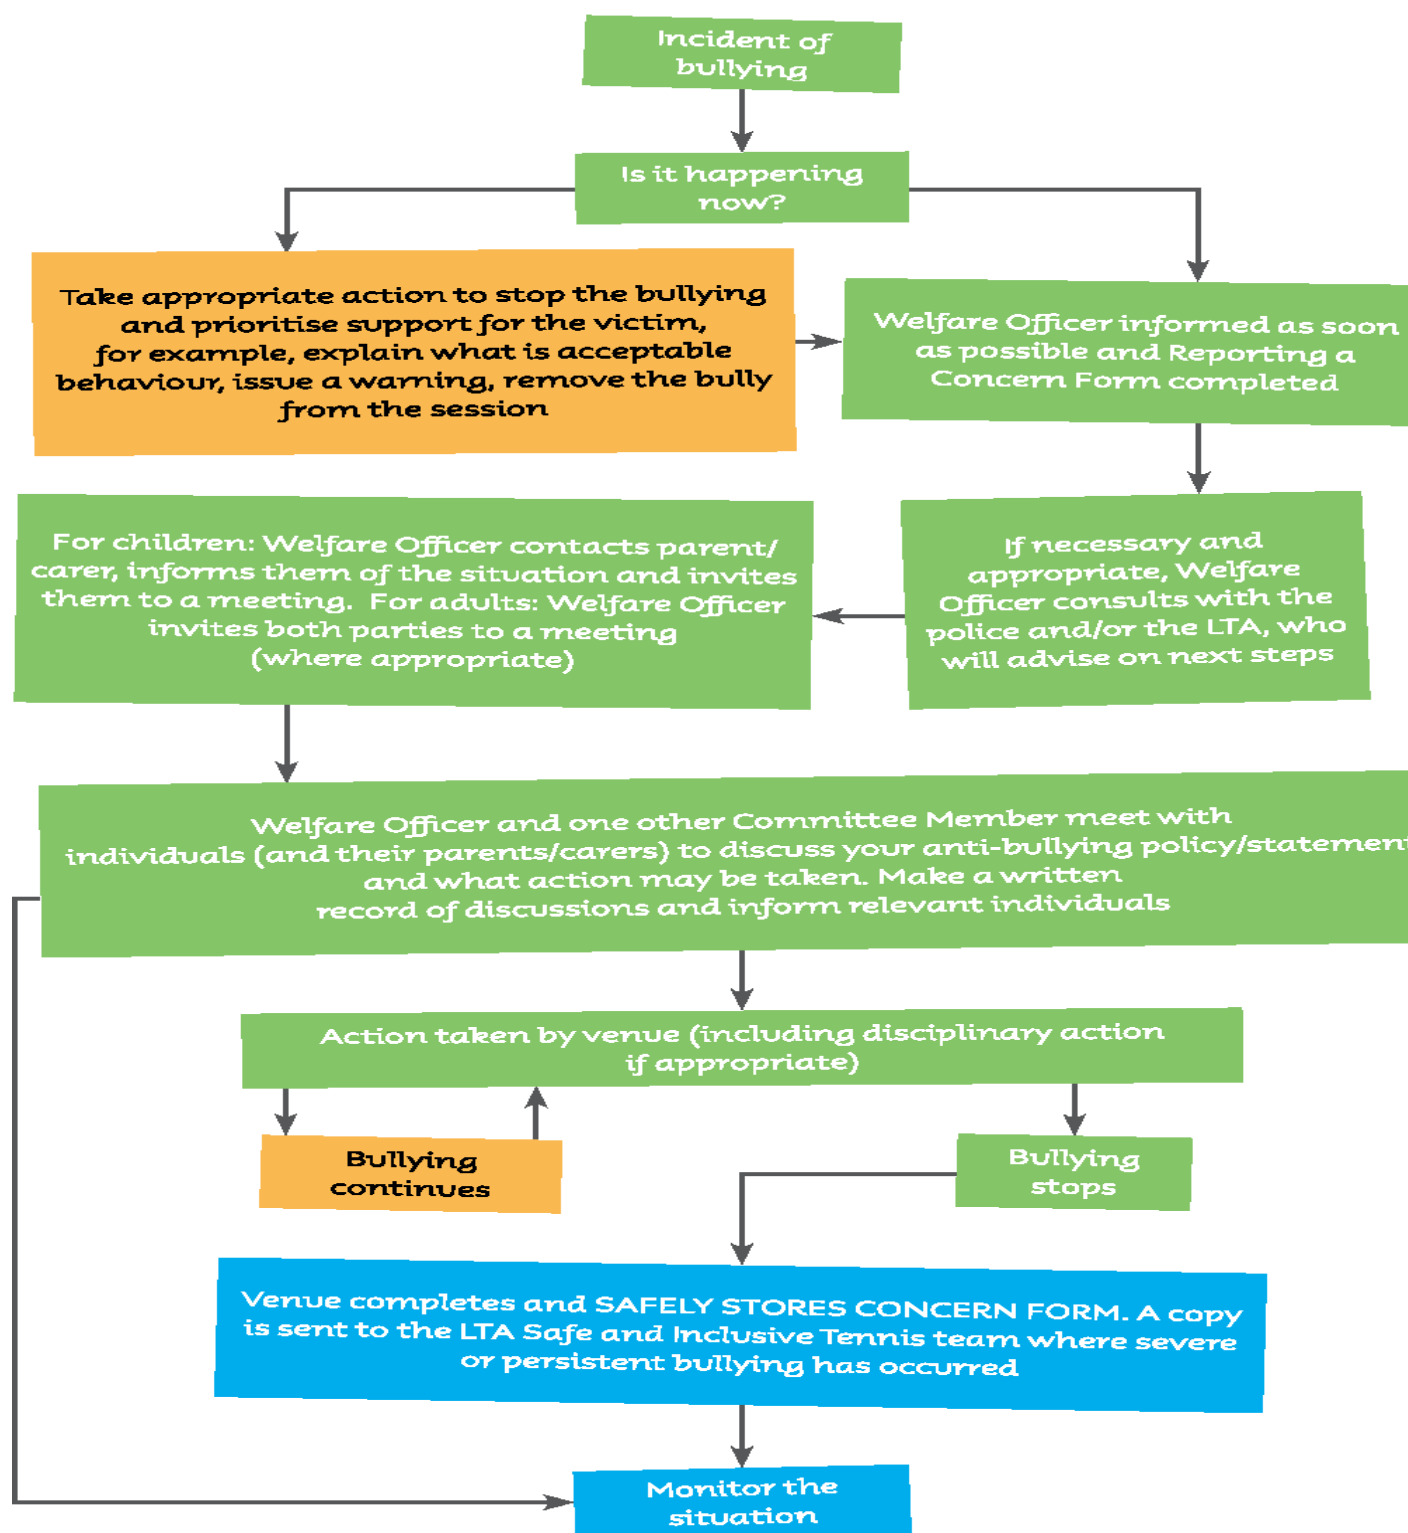 Incident of
bullying
Is it happening
now?
Take appropriate action to stop the bullying
and prioritise support for the victim,
for example, explain what is acceptable
behaviour, issue a warning, remove the bully
from the session
Welfare Officer informed as soon
as possible and Reporting a
Concern Form completed
If necessary and
appropriate, Welfare
Officer consults with the
police and/or the LTA, who
will advise on next steps
For children: Welfare Officer contacts parent/
carer, informs them of the situation and invites
them to a meeting. For adults: Welfare Officer
invites both parties to a meeting
(where appropriate)
Welfare Officer and one other Committee Member meet with
individuals (and their parents/carers) to discuss your anti-bullying policy/statement
and what action may be taken. Make a written
record of discussions and inform relevant individuals
Action taken by venue (including disciplinary action
if appropriate)
Bullying
continues
Bullying
stops
Venue completes and SAFELY STORES CONCERN FORM. A copy
is sent to the LTA Safe and Inclusive Tennis team where severe
or persistent bullying has occurred
Monitor the
situation